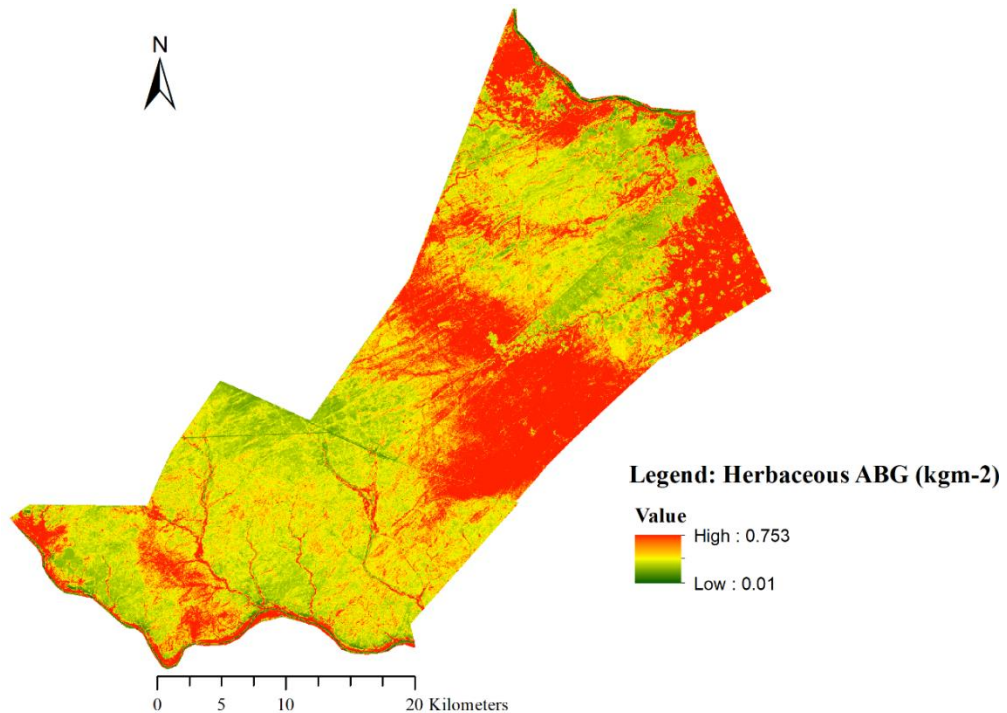 N
Legend: Herbaceous ABG (kgm-2)
Value
High : 0.753
Low : 0.01
0 5 10 20 Kilometers